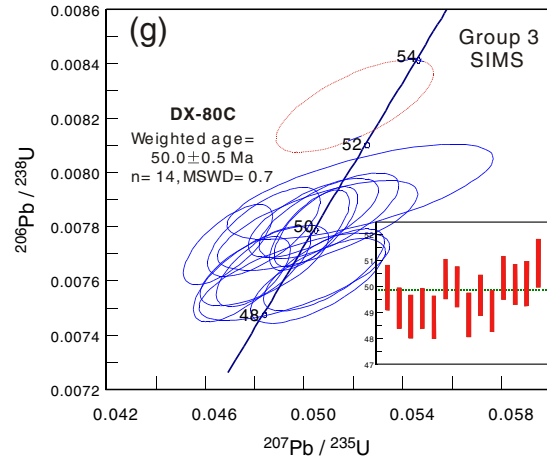 (g)
Group 3
SIMS
DX-80C
Weighted age=
50.0±0.5 Ma
n= 14, MSWD= 0.7
54
52
50
48
0.0084
0.0082
0.0080
0.0078
0.0076
0.0074
0.0072
206Pb / 238U
0.042
0.046
0.050
0.054
0.058
207Pb / 235U
52
51
50
49
48
47